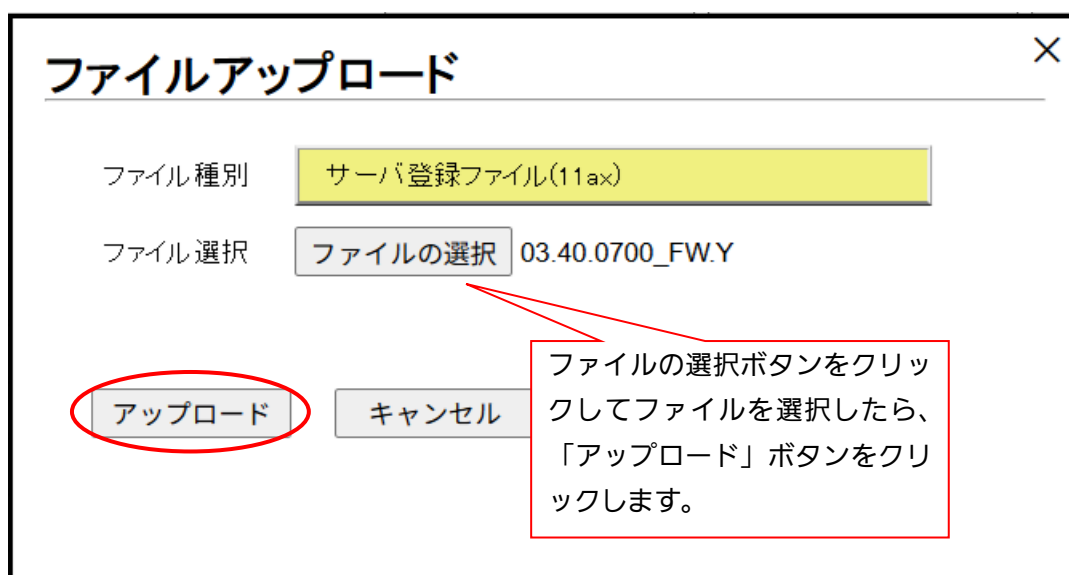 ファイルアップロード
×
ファイル種別
サーバ登録ファイル(11ax)
ファイル選択
ファイルの選択
03.40.0700_FW.Y
アップロード
キャンセル
ファイルの選択ボタンをクリッ
クしてファイルを選択したら、
「アップロード」ボタンをクリ
ックします。